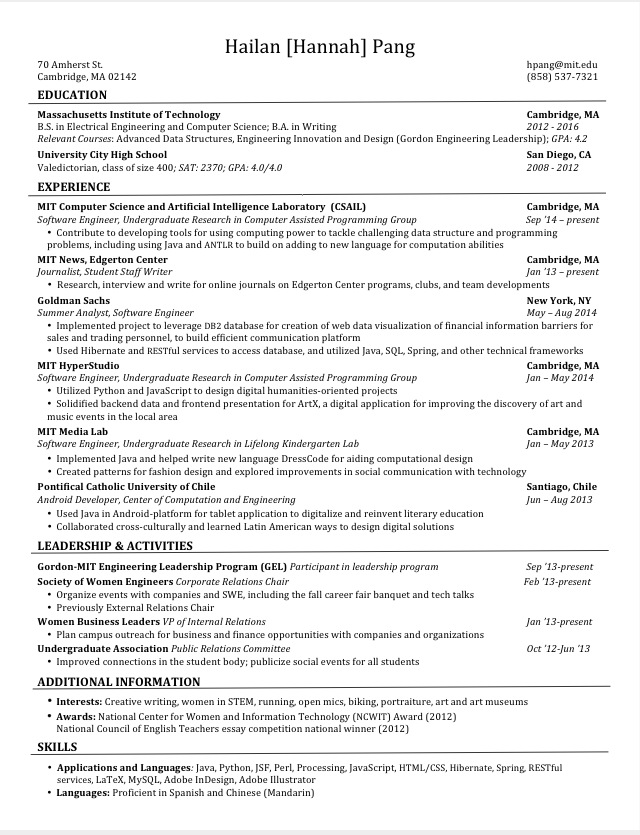 Hailan [Hannah] Pang
70 Amherst St. hpang@mit.edu
Cambridge, MA 02142 (858) 537-7321
EDUCATION
Massachusetts Institute of Technology Cambridge, MA
B.S. in Electrical Engineering and Computer Science; B.A. in Writing 2012 - 2016
Relevant Courses: Advanced Data Structures, Engineering Innovation and Design (Gordon Engineering Leadership); GPA: 4.2
University City High School San Diego, CA
Valedictorian, class of size 400; SAT: 2370; GPA: 4.0/4.0 2008 - 2012
EXPERIENCE
MIT Computer Science and Artificial Intelligence Laboratory (CSAIL) Cambridge, MA
Software Engineer, Undergraduate Research in Computer Assisted Programming Group Sep '14 – present
• Contribute to developing tools for using computing power to tackle challenging data structure and programming
problems, including using Java and ANTLR to build on adding to new language for computation abilities
MIT News, Edgerton Center Cambridge, MA
Journalist, Student Staff Writer Jan '13 – present
• Research, interview and write for online journals on Edgerton Center programs, clubs, and team developments
Goldman Sachs New York, NY
Summer Analyst, Software Engineer May – Aug 2014
• Implemented project to leverage DB2 database for creation of web data visualization of financial information barriers for
sales and trading personnel, to build efficient communication platform
• Used Hibernate and RESTful services to access database, and utilized Java, SQL, Spring, and other technical frameworks
MIT HyperStudio Cambridge, MA
Software Engineer, Undergraduate Research in Computer Assisted Programming Group Jan – May 2014
• Utilized Python and JavaScript to design digital humanities-oriented projects
• Solidified backend data and frontend presentation for ArtX, a digital application for improving the discovery of art and
music events in the local area
MIT Media Lab Cambridge, MA
Software Engineer, Undergraduate Research in Lifelong Kindergarten Lab Jan – May 2013
• Implemented Java and helped write new language DressCode for aiding computational design
• Created patterns for fashion design and explored improvements in social communication with technology
Pontifical Catholic University of Chile Santiago, Chile
Android Developer, Center of Computation and Engineering Jun – Aug 2013
• Used Java in Android-platform for tablet application to digitalize and reinvent literary education
• Collaborated cross-culturally and learned Latin American ways to design digital solutions
LEADERSHIP & ACTIVITIES
Gordon-MIT Engineering Leadership Program (GEL) Participant in leadership program Sep '13-present
Society of Women Engineers Corporate Relations Chair Feb '13-present
• Organize events with companies and SWE, including the fall career fair banquet and tech talks
• Previously External Relations Chair
Women Business Leaders VP of Internal Relations Jan '13-present
• Plan campus outreach for business and finance opportunities with companies and organizations
Undergraduate Association Public Relations Committee Oct '12-Jun '13
• Improved connections in the student body; publicize social events for all students
ADDITIONAL INFORMATION
• Interests: Creative writing, women in STEM, running, open mics, biking, portraiture, art and art museums
• Awards: National Center for Women and Information Technology (NCWIT) Award (2012)
National Council of English Teachers essay competition national winner (2012)
SKILLS
• Applications and Languages: Java, Python, JSF, Perl, Processing, JavaScript, HTML/CSS, Hibernate, Spring, RESTful
services, LaTeX, MySQL, Adobe InDesign, Adobe Illustrator
• Languages: Proficient in Spanish and Chinese (Mandarin)